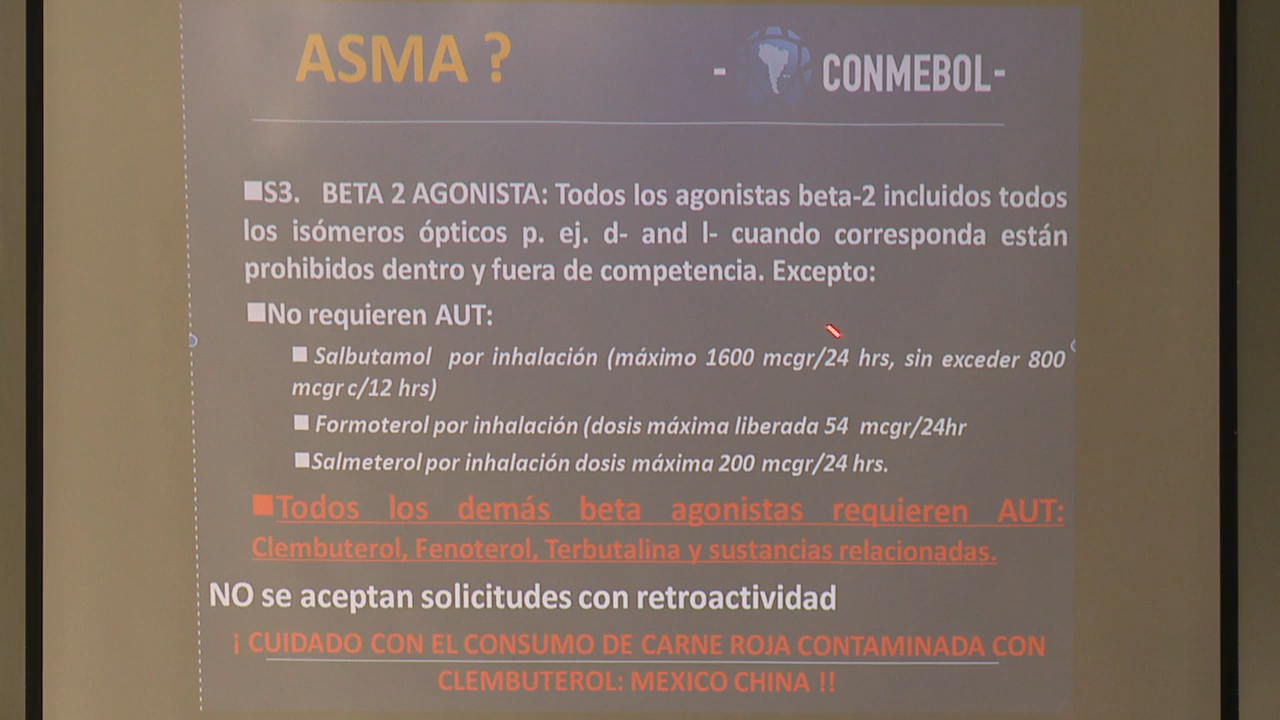 ASMA ?
- CONMEBOL-
■S3. BETA 2 AGONISTA: Todos los agonistas beta-2 incluidos todos
los isómeros ópticos p. ej. d- and l- cuando corresponda están
prohibidos dentro y fuera de competencia. Excepto:
■No requieren AUT:
■ Salbutamol por inhalación (máximo 1600 mcgr/24 hrs, sin exceder 800
mcgr c/12 hrs)
■ Formoterol por inhalación (dosis máxima liberada 54 mcgr/24hr
■Salmeterol por inhalación dosis máxima 200 mcgr/24 hrs.
■Todos los demás beta agonistas requieren AUT:
Clembuterol, Fenoterol, Terbutalina y sustancias relacionadas.
NO se aceptan solicitudes con retroactividad
¡ CUIDADO CON EL CONSUMO DE CARNE ROJA CONTAMINADA CON
CLEMBUTEROL: MEXICO CHINA !!